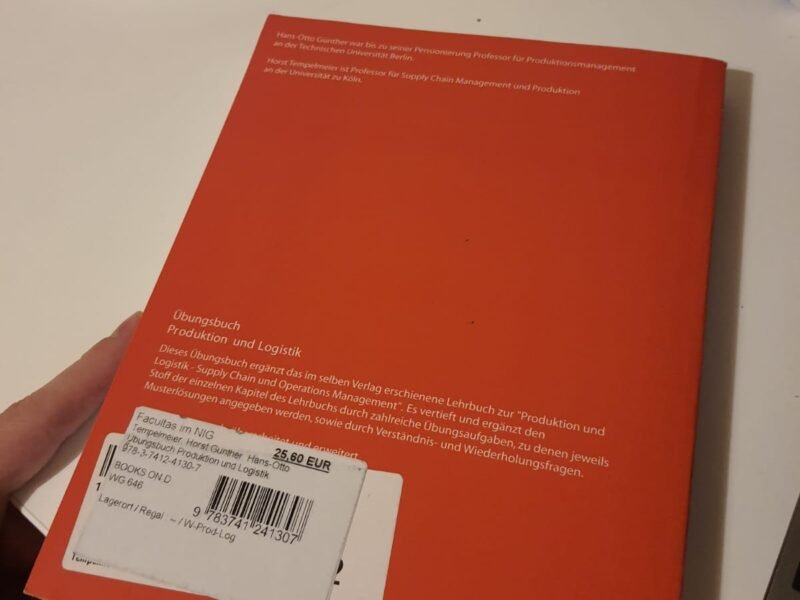 Hans-Otto Günther war bis zu seiner Pensionierung Professor für Produktionsmanagement
an der Technischen Universität Berlin.
Horst Tempelmeier ist Professor für Supply Chain Management und Produktion
an der Universität zu Köln.
Übungsbuch
Produktion und Logistik
Dieses Übungsbuch ergänzt das im selben Verlag erschienene Lehrbuch zur "Produktion und
Logistik - Supply Chain und Operations Management". Es vertieft und ergänzt den
Stoff der einzelnen Kapitel des Lehrbuchs durch zahlreiche Übungsaufgaben, zu denen jeweils
Musterlösungen angegeben werden, sowie durch Verständnis- und Wiederholungsfragen.
und erweitert
Facultas im NIG
25,60 EUR
Tempelmeier, Horst Günther, Hans-Otto
Übungsbuch Produktion und Logistik
978-3-7412-4130-7
BOOKS ON D
WG 646
Lagerort / Regal ~ / W-Prod-Log
9 783741 241307